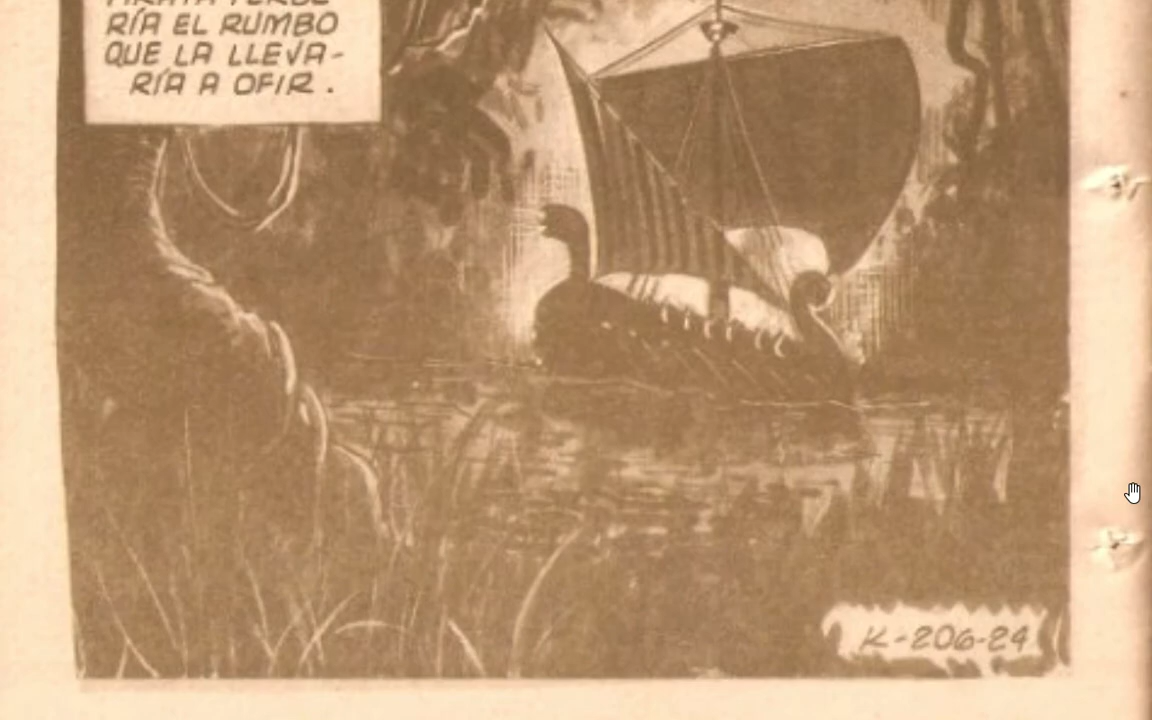 RÍA EL RUMBO
QUE LA LLEVA-
RÍA A OFIR.
K-206-24